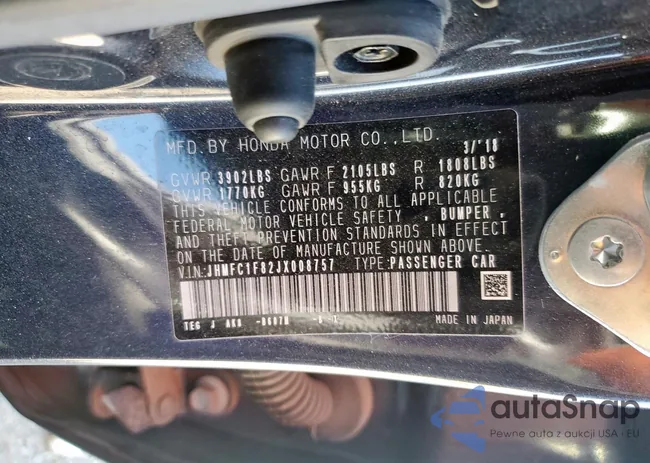 MFD. BY HONDA MOTOR CO.,LTD. 3/'18
GVWR 3902LBS GAWR F 2105LBS R 1808LBS
GVWR 1770KG GAWR F 955KG R 820KG
THIS VEHICLE CONFORMS TO ALL APPLICABLE
FEDERAL MOTOR VEHICLE SAFETY , BUMPER ,
AND THEFT PREVENTION STANDARDS IN EFFECT
ON THE DATE OF MANUFACTURE SHOWN ABOVE.
V.I.N.: JHMFC1F82JX008757 TYPE:PASSENGER CAR
MADE IN JAPAN
autaSnap
Pewne auta z aukcji USA - EU